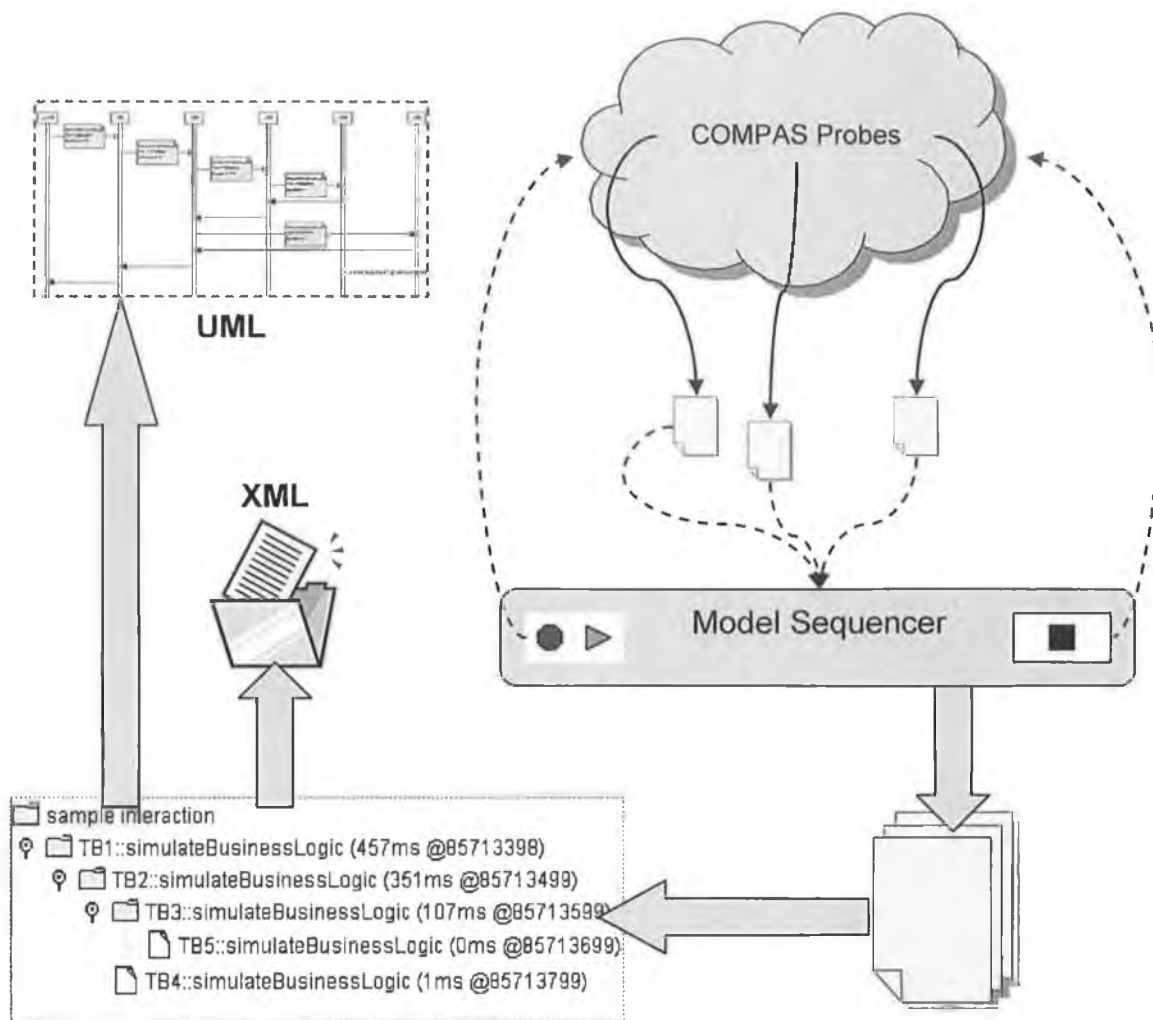 COMPAS Probes
UML
XML
Model Sequencer
sample interaction
TB1::simulateBusinessLogic (457ms @85713398)
TB2::simulateBusinessLogic (351ms @85713499)
TB3::simulateBusinessLogic (107ms @85713599)
TB5::simulateBusinessLogic (0ms @85713699)
TB4::simulateBusinessLogic (1ms @85713799)